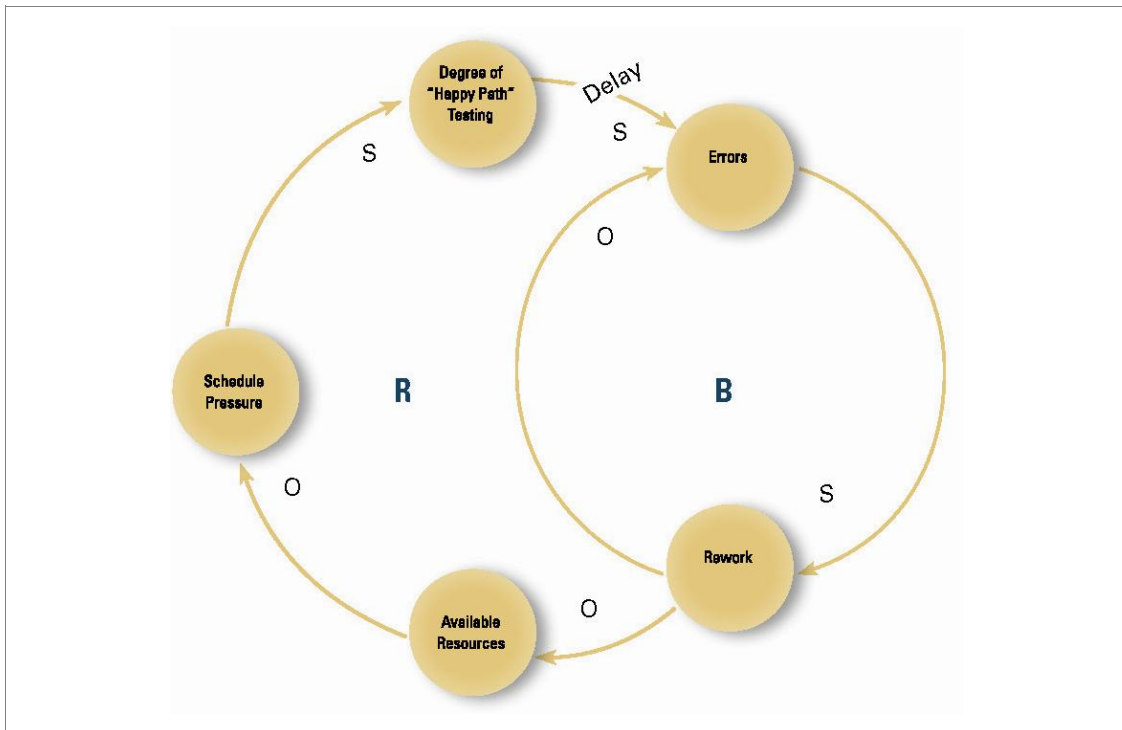 Degree of
"Happy Path"
Testing
Delay
S
Errors
S
O
Schedule
Pressure
R
B
O
S
Rework
O
Available
Resources